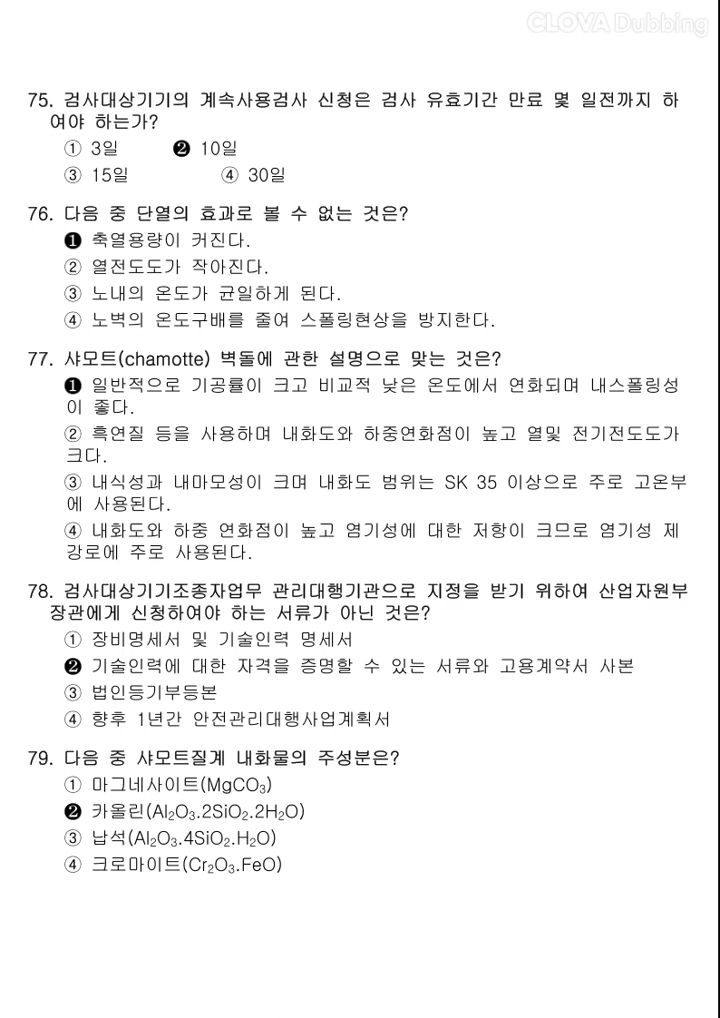 CLOVA Dubbing
75. 검사대상기기의 계속사용검사 신청은 검사 유효기간 만료 몇 일전까지 하
여야 하는가?
① 3일 ❷ 10일
③ 15일 ④ 30일
76. 다음 중 단열의 효과로 볼 수 없는 것은?
❶ 축열용량이 커진다.
② 열전도도가 작아진다.
③ 노내의 온도가 균일하게 된다.
④ 노벽의 온도구배를 줄여 스폴링현상을 방지한다.
77. 샤모트(chamotte) 벽돌에 관한 설명으로 맞는 것은?
❶ 일반적으로 기공률이 크고 비교적 낮은 온도에서 연화되며 내스폴링성
이 좋다.
② 흑연질 등을 사용하며 내화도와 하중연화점이 높고 열및 전기전도도가
크다.
③ 내식성과 내마모성이 크며 내화도 범위는 SK 35 이상으로 주로 고온부
에 사용된다.
④ 내화도와 하중 연화점이 높고 염기성에 대한 저항이 크므로 염기성 제
강로에 주로 사용된다.
78. 검사대상기기조종자업무 관리대행기관으로 지정을 받기 위하여 산업자원부
장관에게 신청하여야 하는 서류가 아닌 것은?
① 장비명세서 및 기술인력 명세서
❷ 기술인력에 대한 자격을 증명할 수 있는 서류와 고용계약서 사본
③ 법인등기부등본
④ 향후 1년간 안전관리대행사업계획서
79. 다음 중 샤모트질계 내화물의 주성분은?
① 마그네사이트(MgCO₃)
❷ 카올린(Al₂O₃.2SiO₂.2H₂O)
③ 납석(Al₂O₃.4SiO₂.H₂O)
④ 크로마이트(Cr₂O₃.FeO)